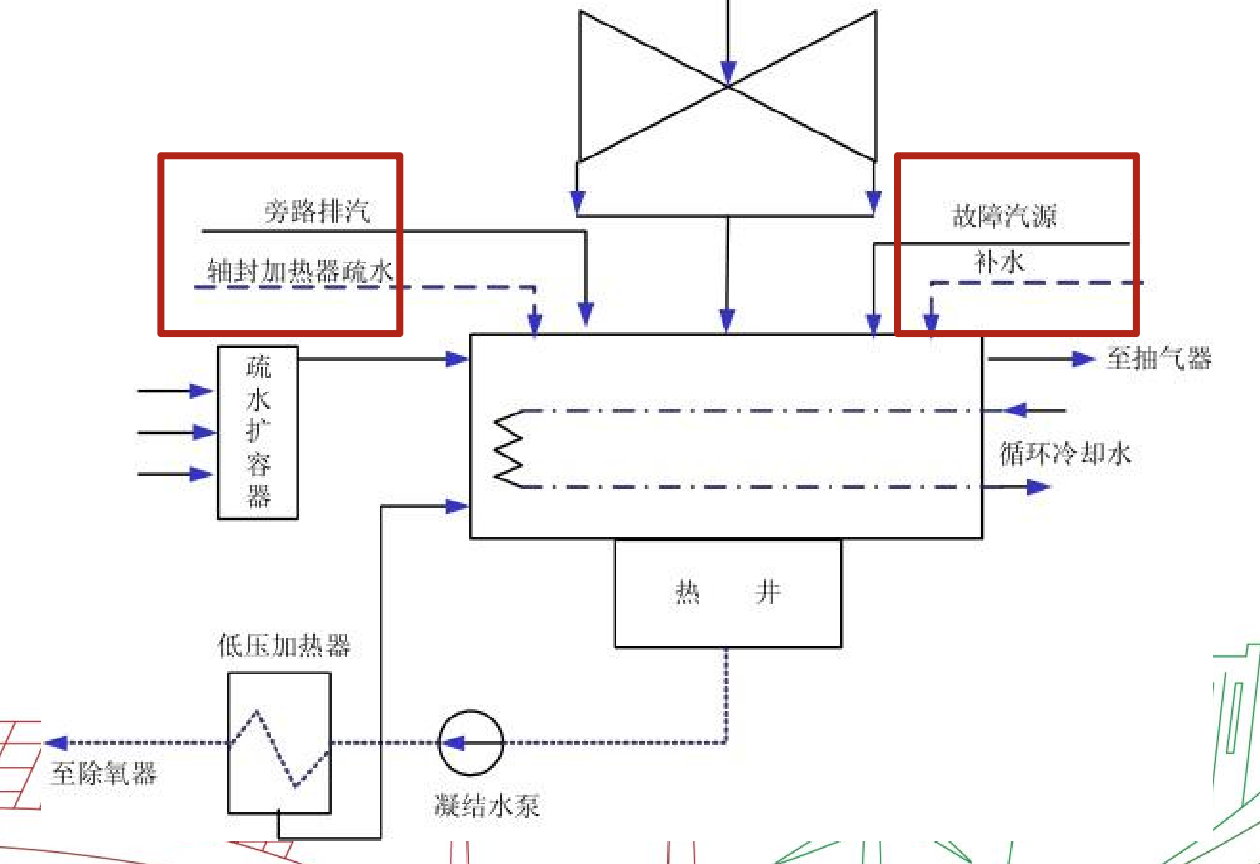 旁路排汽
故障汽源
轴封加热器疏水
补水
疏水扩容器
至抽气器
循环冷却水
热 井
低压加热器
至除氧器
凝结水泵